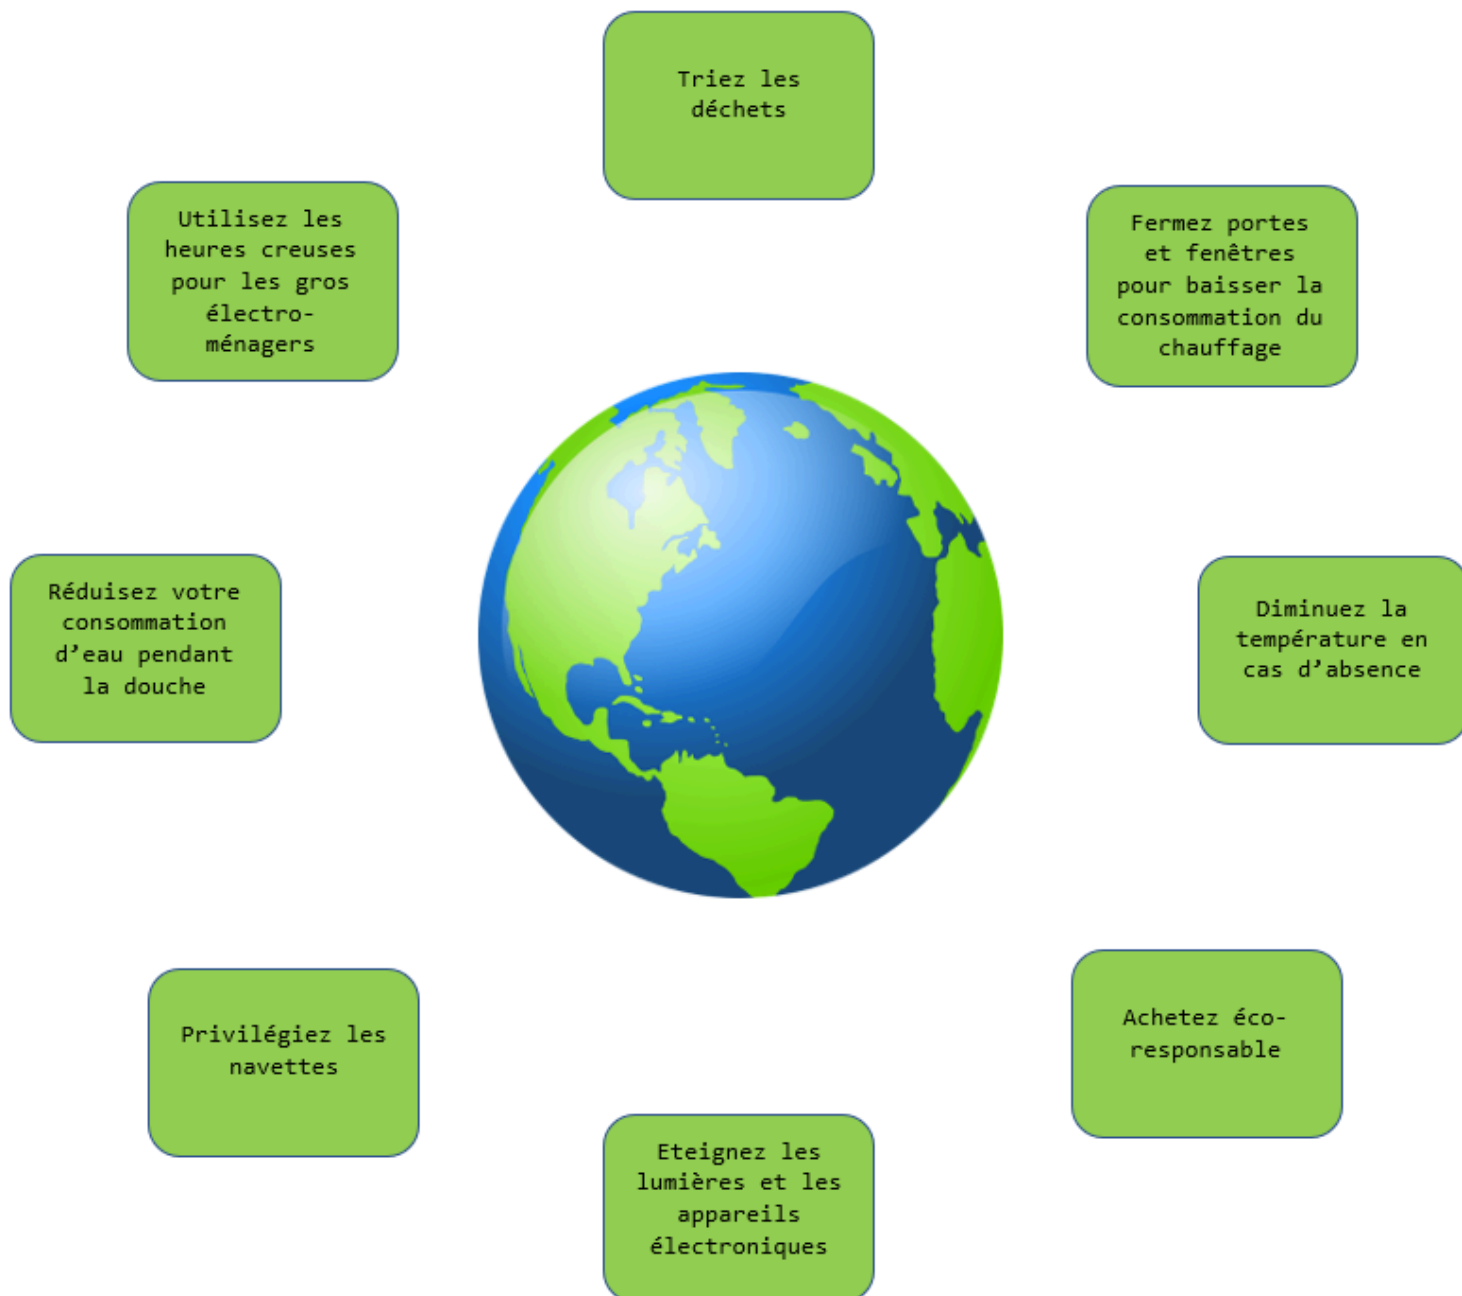 Triez les
déchets
Utilisez les
heures creuses
pour les gros
électro-
ménagers
Fermez portes
et fenêtres
pour baisser la
consommation du
chauffage
Réduisez votre
consommation
d’eau pendant
la douche
Diminuez la
température en
cas d’absence
Privilégiez les
navettes
Achetez éco-
responsable
Eteignez les
lumières et les
appareils
électroniques